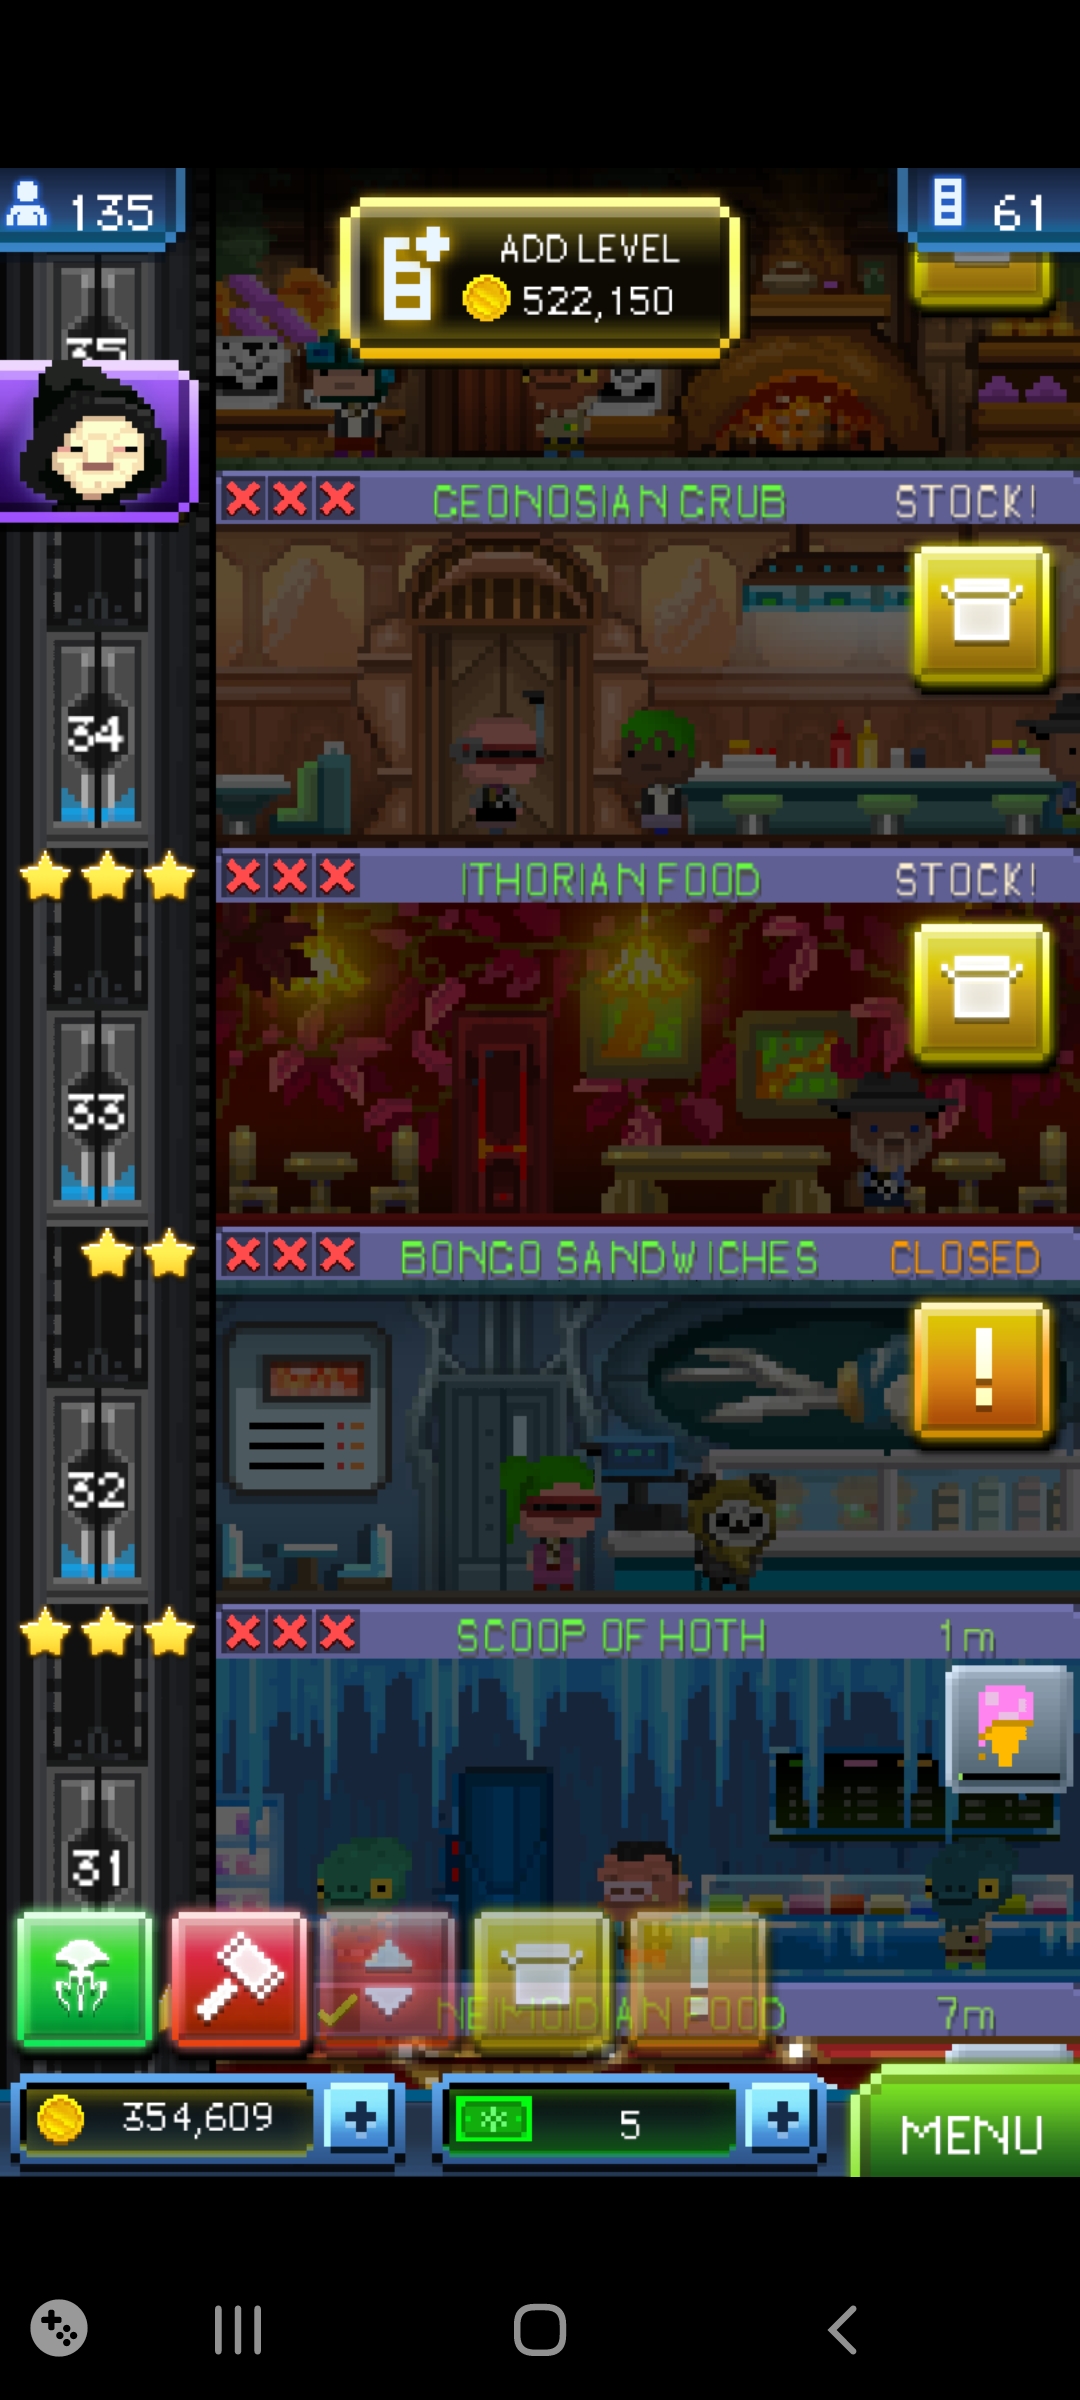 135
ADD LEVEL
522,150
61
35
GEONOSIAN GRUB STOCK!
34
ITHORIAN FOOD STOCK!
33
BONGO SANDWICHES CLOSED
32
SCOOP OF HOTH 1m
31
NEIMOIDIAN FOOD 7m
354,609
5
MENU